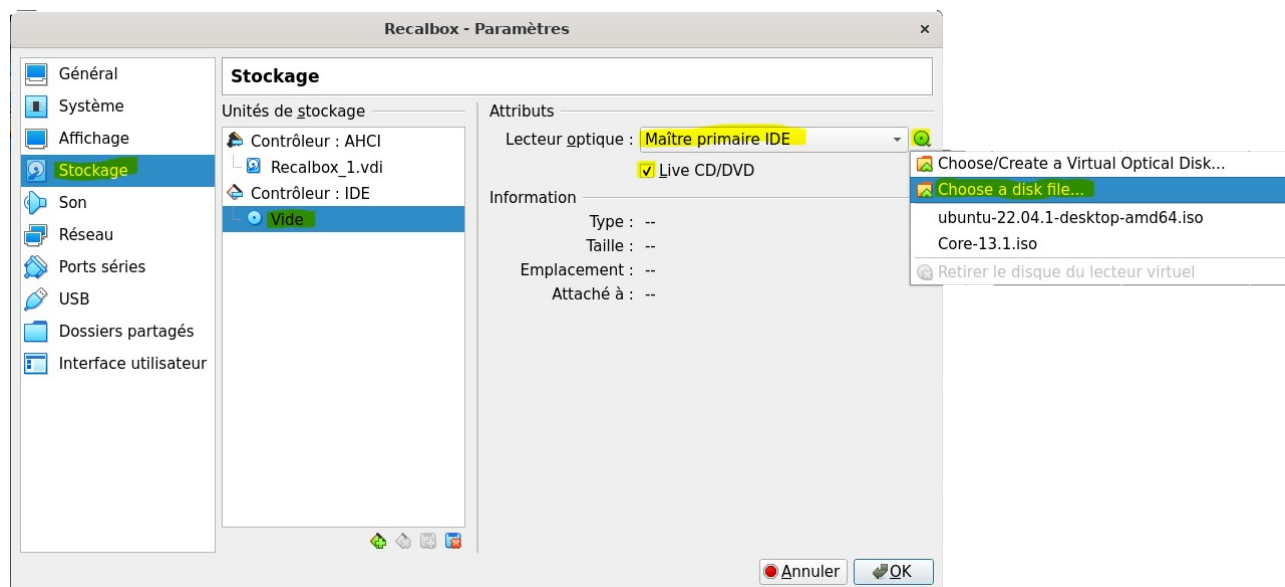 Recalbox - Paramètres
×
Général
Système
Affichage
Stockage
Son
Réseau
Ports séries
USB
Dossiers partagés
Interface utilisateur
Stockage
Unités de stockage
Contrôleur : AHCI
Recalbox_1.vdi
Contrôleur : IDE
Vide
Attributs
Lecteur optique : Maître primaire IDE
Live CD/DVD
Information
Type : --
Taille : --
Emplacement : --
Attaché à : --
Choose/Create a Virtual Optical Disk...
Choose a disk file...
ubuntu-22.04.1-desktop-amd64.iso
Core-13.1.iso
Retirer le disque du lecteur virtuel
Annuler
OK